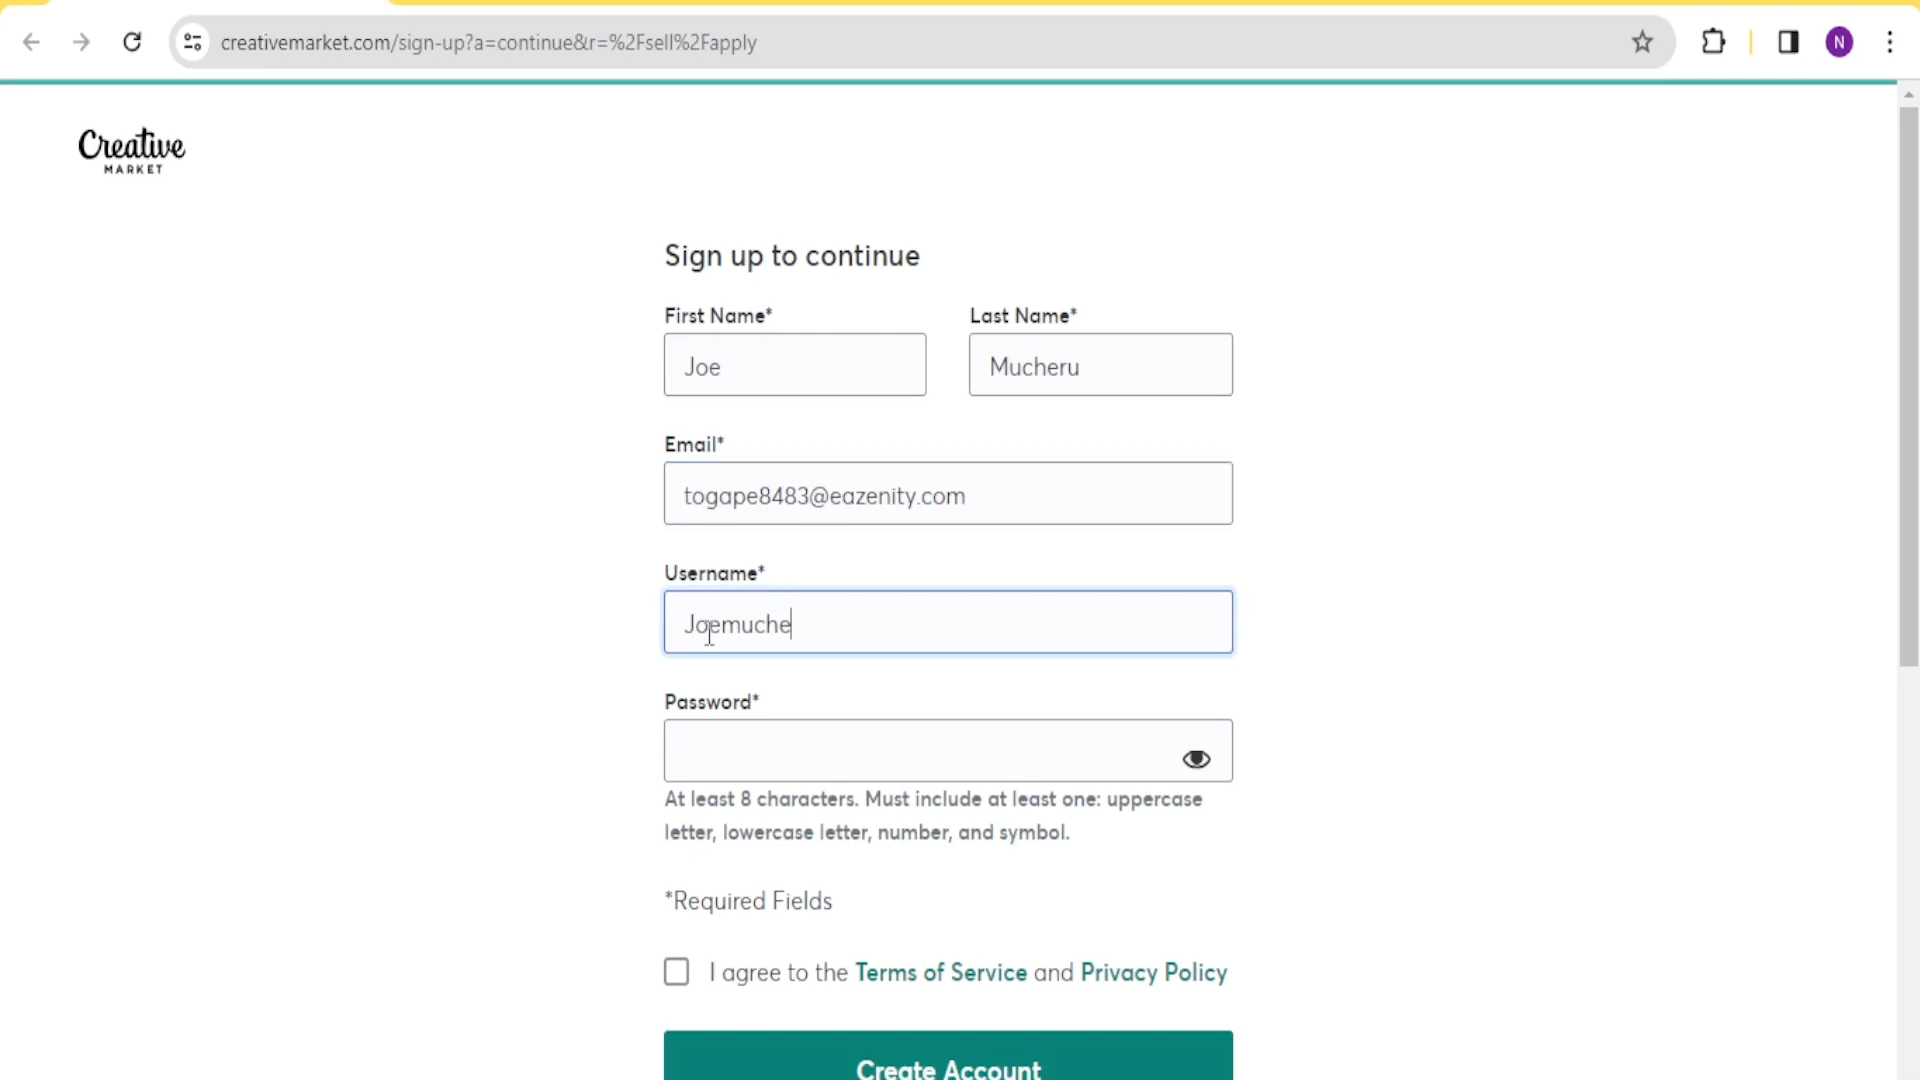 creativemarket.com/sign-up?a=continue&r=%2Fsell%2Fapply
N
Creative
MARKET
Sign up to continue
First Name* Last Name*
Joe Mucheru
Email*
togape8483@eazenity.com
Username*
Joemuche
Password*
At least 8 characters. Must include at least one: uppercase
letter, lowercase letter, number, and symbol.
*Required Fields
I agree to the Terms of Service and Privacy Policy
Create Account